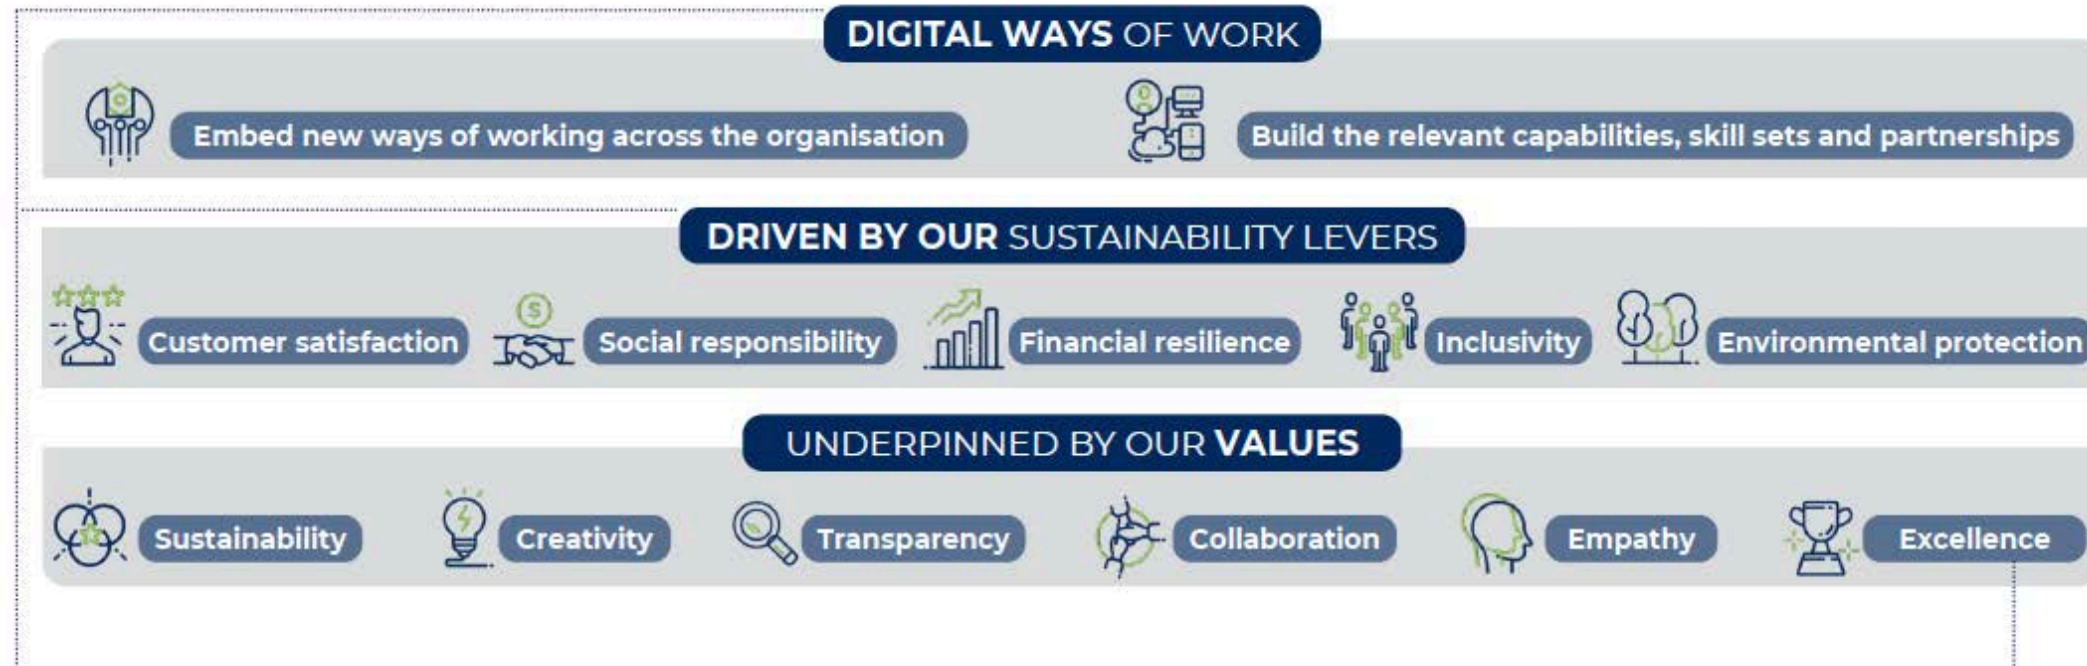 DIGITAL WAYS OF WORK
Embed new ways of working across the organisation
Build the relevant capabilities, skill sets and partnerships
DRIVEN BY OUR SUSTAINABILITY LEVERS
Customer satisfaction
Social responsibility
Financial resilience
Inclusivity
Environmental protection
UNDERPINNED BY OUR VALUES
Sustainability
Creativity
Transparency
Collaboration
Empathy
Excellence